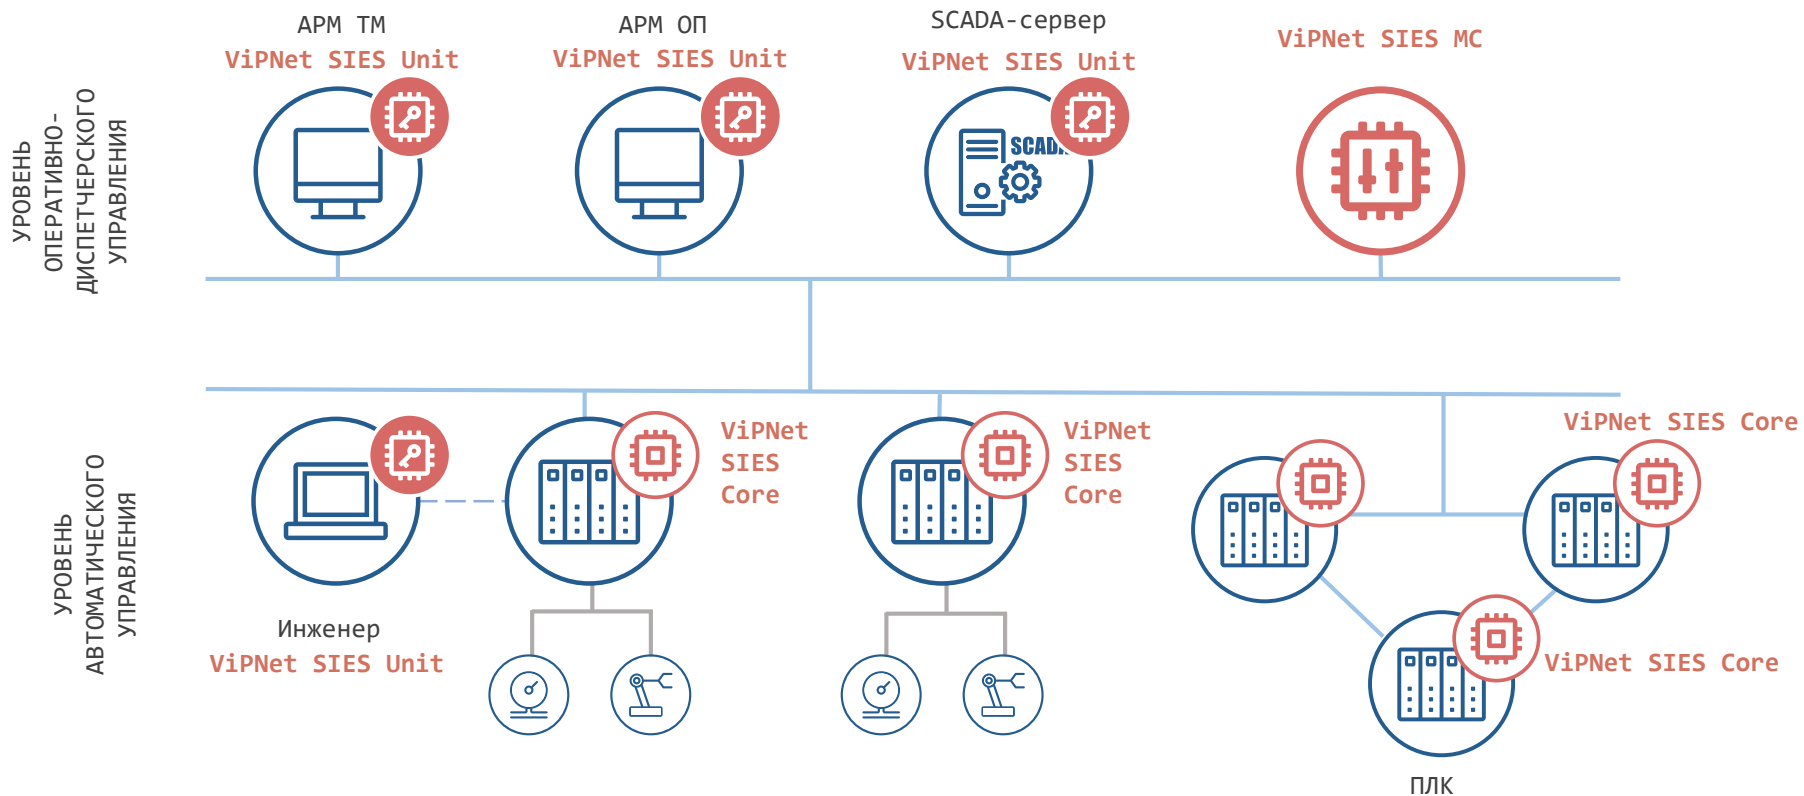 АРМ ТМ
ViPNet SIES Unit
АРМ ОП
ViPNet SIES Unit
SCADA-сервер
ViPNet SIES Unit
ViPNet SIES MC
УРОВЕНЬ
ОПЕРАТИВНО-
ДИСПЕТЧЕРСКОГО
УПРАВЛЕНИЯ
SCADA
УРОВЕНЬ
АВТОМАТИЧЕСКОГО
УПРАВЛЕНИЯ
Инженер
ViPNet SIES Unit
ViPNet
SIES
Core
ViPNet
SIES
Core
ViPNet SIES Core
ViPNet SIES Core
ПЛК